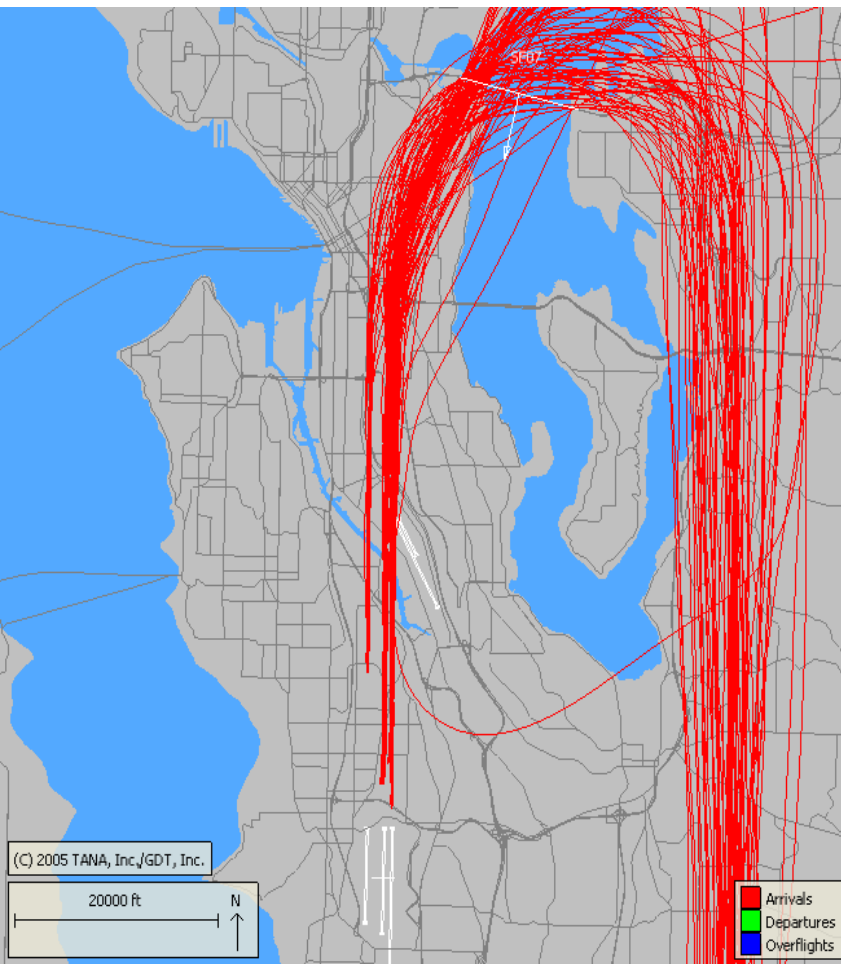 (C) 2005 TANA, Inc./GDT, Inc.
20000 ft
N
Arrivals
Departures
Overflights